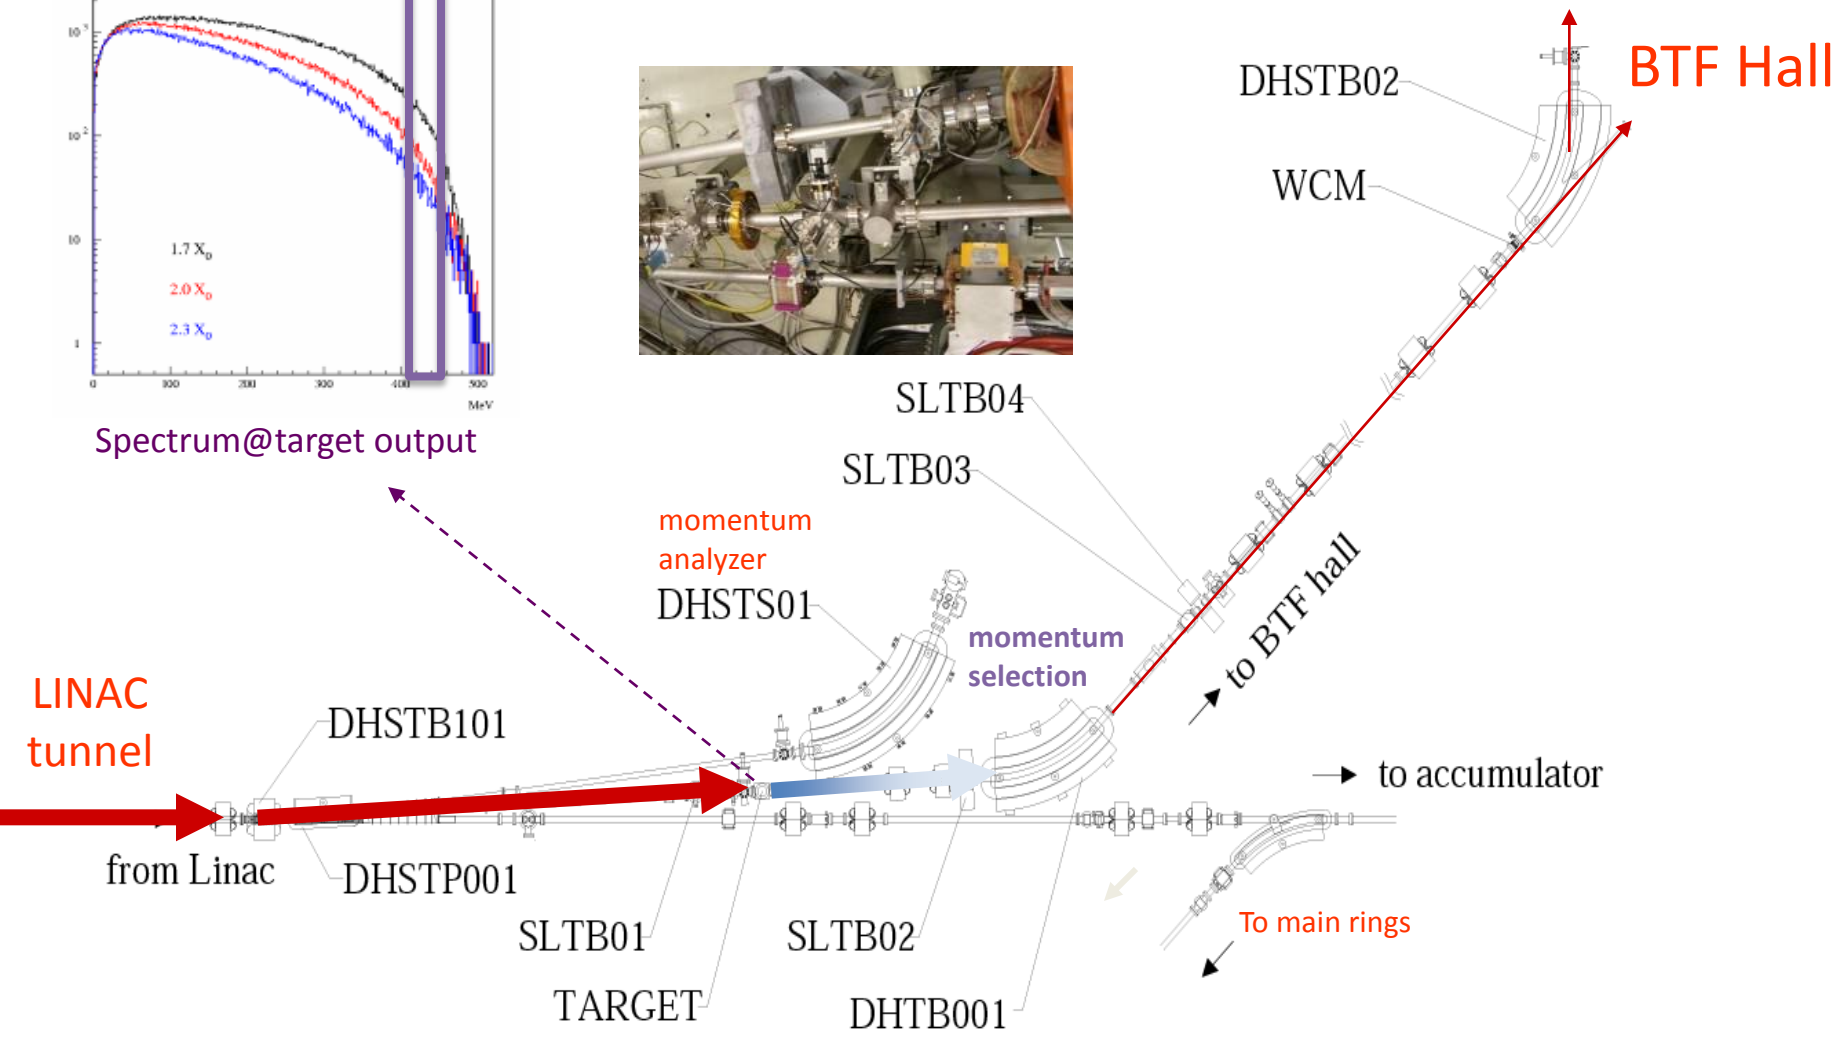 10³
10²
10
1
1.7 X₀
2.0 X₀
2.3 X₀
0 100 200 300 400 500
MeV
Spectrum@target output
BTF Hall
DHSTB02
WCM
SLTB04
SLTB03
momentum
analyzer
DHSTS01
momentum
selection
to BTF hall
LINAC
tunnel
DHSTB101
to accumulator
from Linac
DHSTP001
SLTB01
SLTB02
To main rings
TARGET
DHTB001